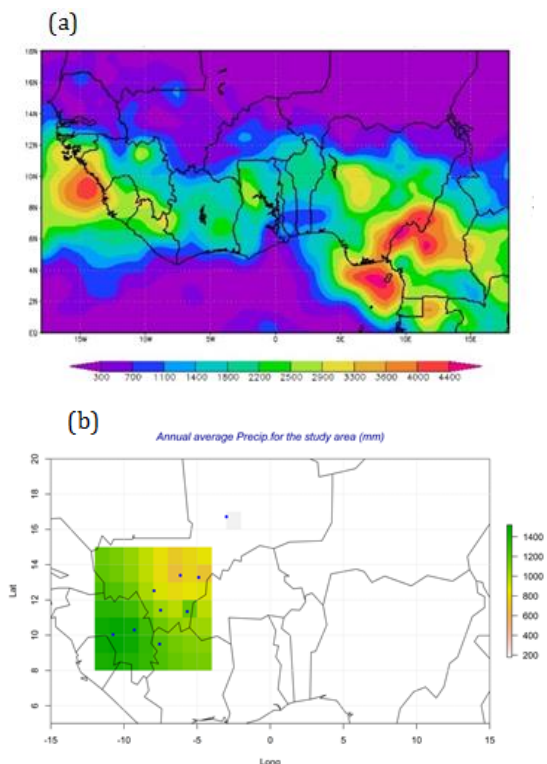 (a)
18N
16N
14N
12N
10N
8N
6N
4N
2N
EQ
15W 10W 5W 0 5E 10E 15E
300 700 1100 1400 1800 2200 2500 2900 3300 3600 4000 4400
(b)
Annual average Precip.for the study area (mm)
20
18
16
14
12
10
8
6
Lat
-15 -10 -5 0 5 10 15
Long
1400
1200
1000
800
600
400
200